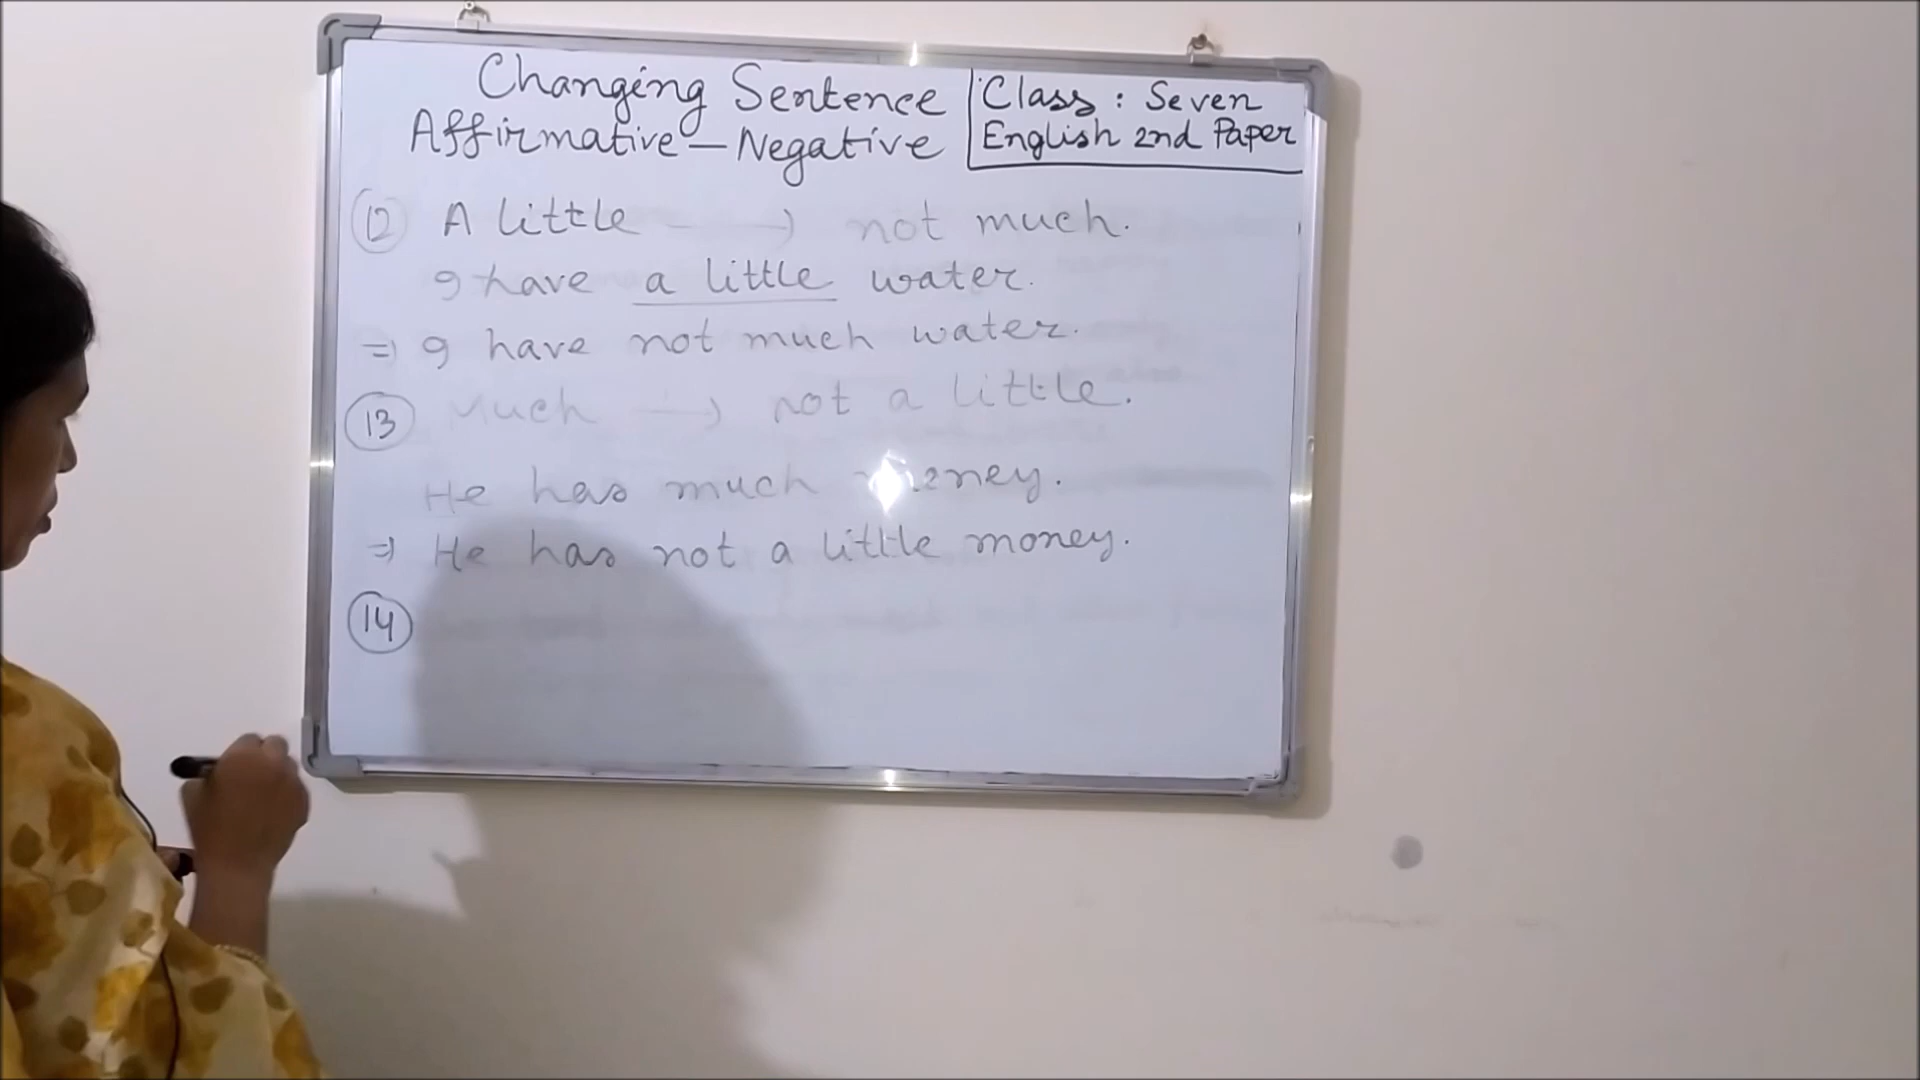 Changing Sentence
Affirmative — Negative
Class : Seven
English 2nd Paper
12 A little → not much.
I have a little water.
⇒ I have not much water.
13 Much → not a little.
He has much money.
⇒ He has not a little money.
14